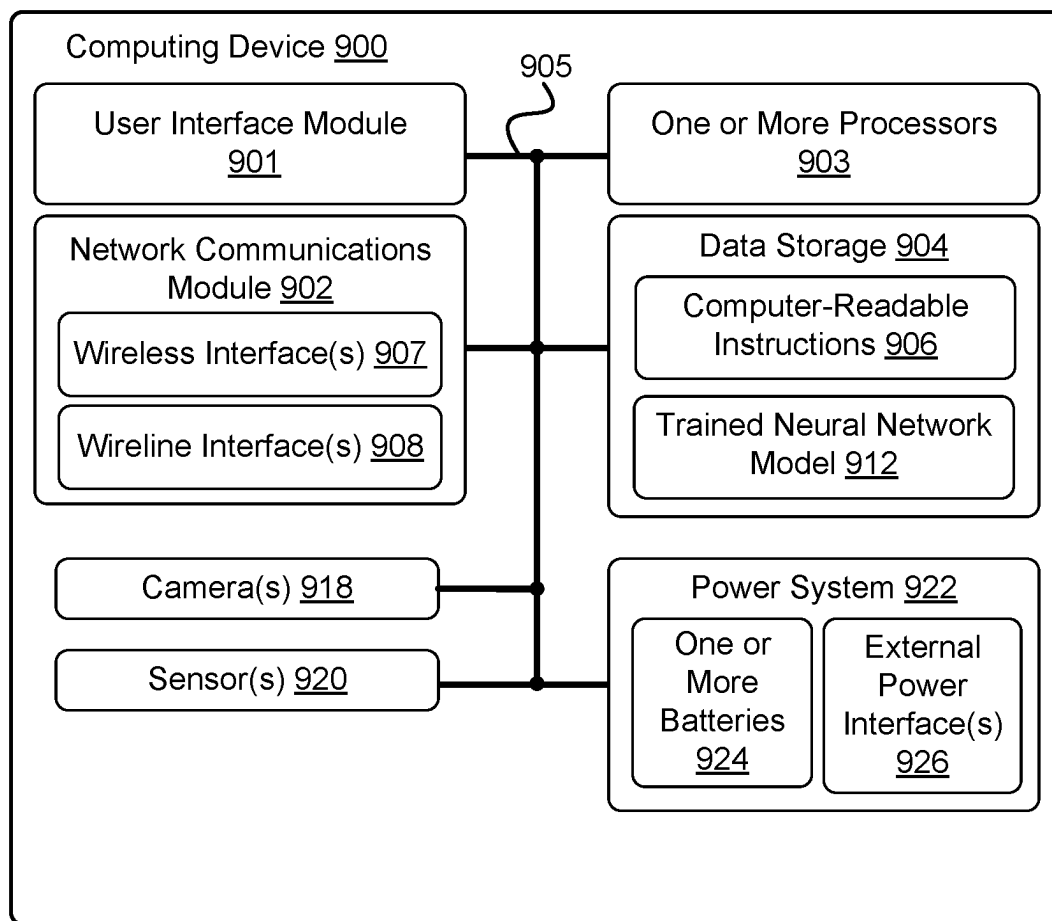 Computing Device 900
905
User Interface Module
901
One or More Processors
903
Network Communications
Module 902
Wireless Interface(s) 907
Wireline Interface(s) 908
Data Storage 904
Computer-Readable
Instructions 906
Trained Neural Network
Model 912
Camera(s) 918
Sensor(s) 920
Power System 922
One or
More
Batteries
924
External
Power
Interface(s)
926